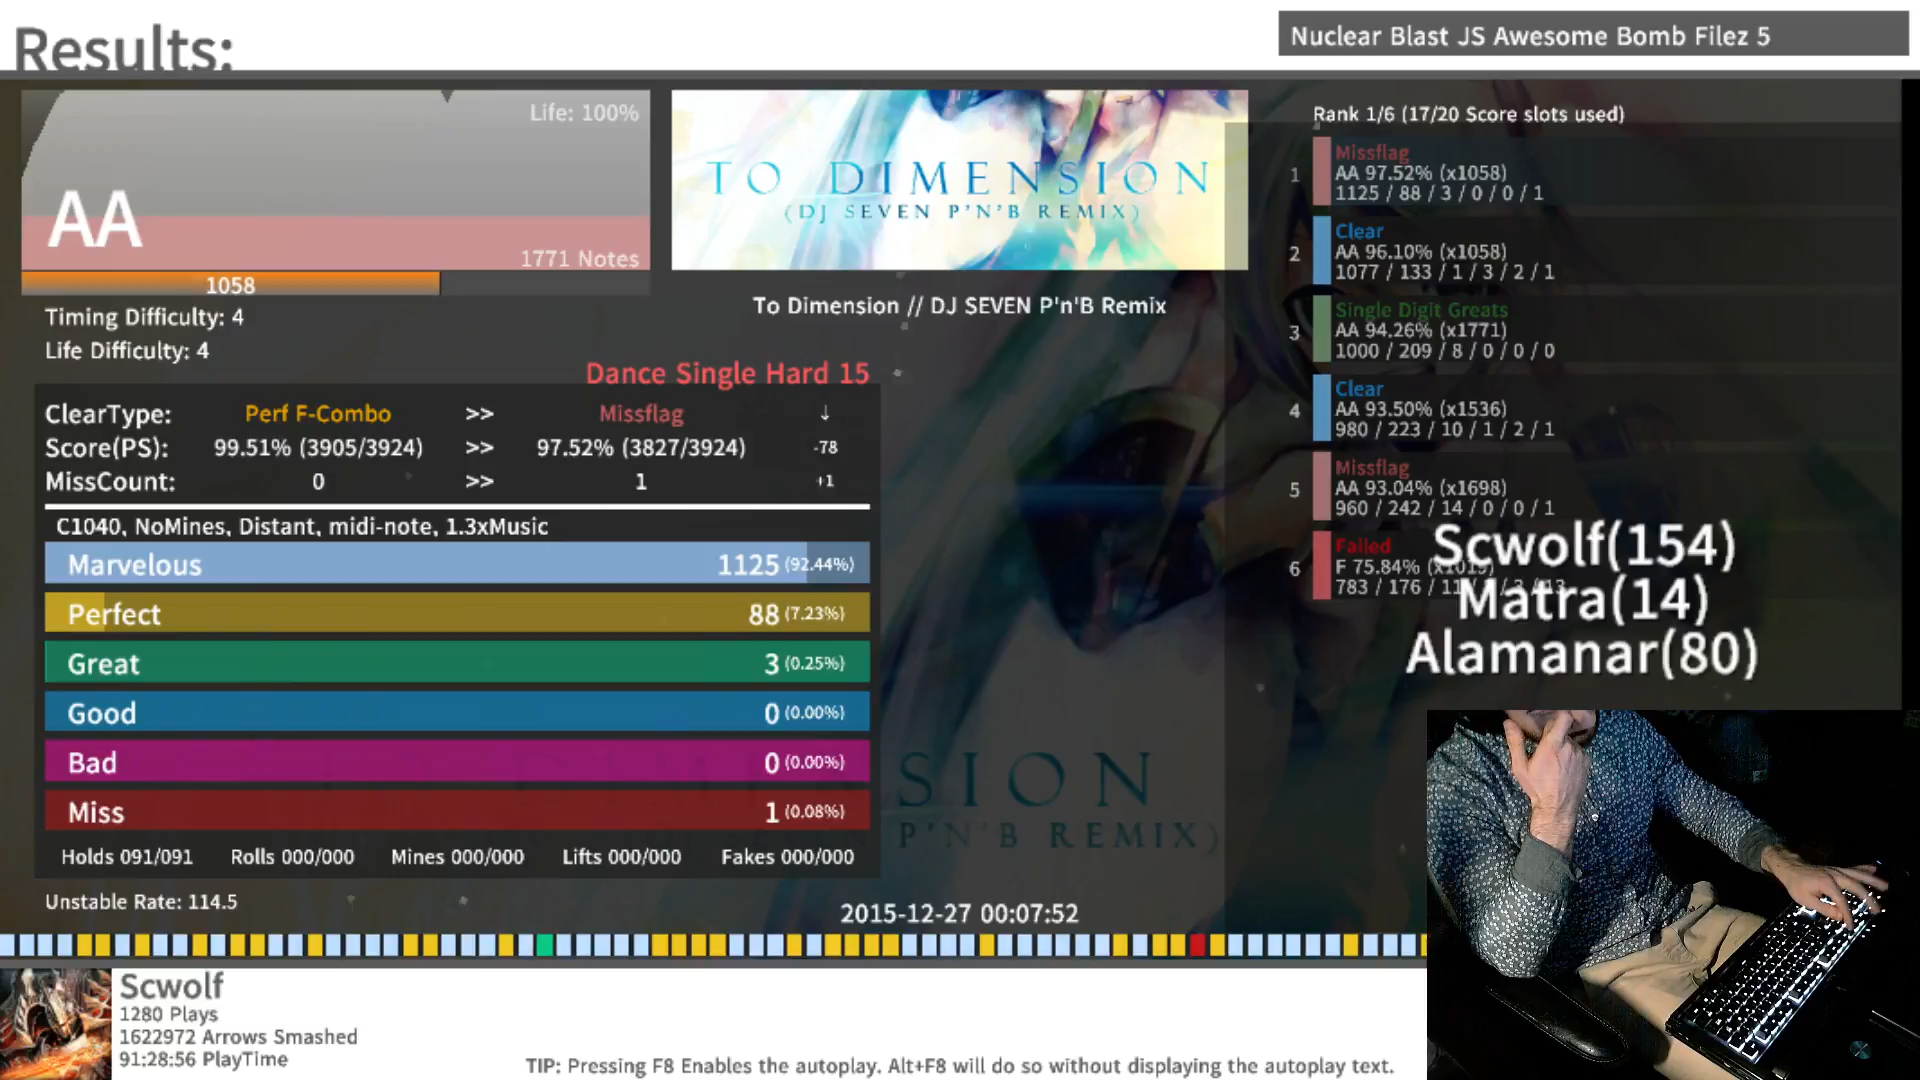 Results:
Nuclear Blast JS Awesome Bomb Filez 5
Life: 100%
AA
1771 Notes
1058
Timing Difficulty: 4
Life Difficulty: 4
TO DIMENSION
(DJ SEVEN P'N'B REMIX)
To Dimension // DJ SEVEN P'n'B Remix
Dance Single Hard 15
ClearType: Perf F-Combo >> Missflag ↓
Score(PS): 99.51% (3905/3924) >> 97.52% (3827/3924) -78
MissCount: 0 >> 1 +1
C1040, NoMines, Distant, midi-note, 1.3xMusic
Marvelous 1125 (92.44%)
Perfect 88 (7.23%)
Great 3 (0.25%)
Good 0 (0.00%)
Bad 0 (0.00%)
Miss 1 (0.08%)
Holds 091/091 Rolls 000/000 Mines 000/000 Lifts 000/000 Fakes 000/000
Unstable Rate: 114.5
2015-12-27 00:07:52
SION
P'N'B REMIX)
Rank 1/6 (17/20 Score slots used)
1
Missflag
AA 97.52% (x1058)
1125 / 88 / 3 / 0 / 0 / 1
2
Clear
AA 96.10% (x1058)
1077 / 133 / 1 / 3 / 2 / 1
3
Single Digit Greats
AA 94.26% (x1771)
1000 / 209 / 8 / 0 / 0 / 0
4
Clear
AA 93.50% (x1536)
980 / 223 / 10 / 1 / 2 / 1
5
Missflag
AA 93.04% (x1698)
960 / 242 / 14 / 0 / 0 / 1
6
Failed
F 75.84%
783 / 176 /
Scwolf(154)
Matra(14)
Alamanar(80)
Scwolf
1280 Plays
1622972 Arrows Smashed
91:28:56 PlayTime
TIP: Pressing F8 Enables the autoplay. Alt+F8 will do so without displaying the autoplay text.